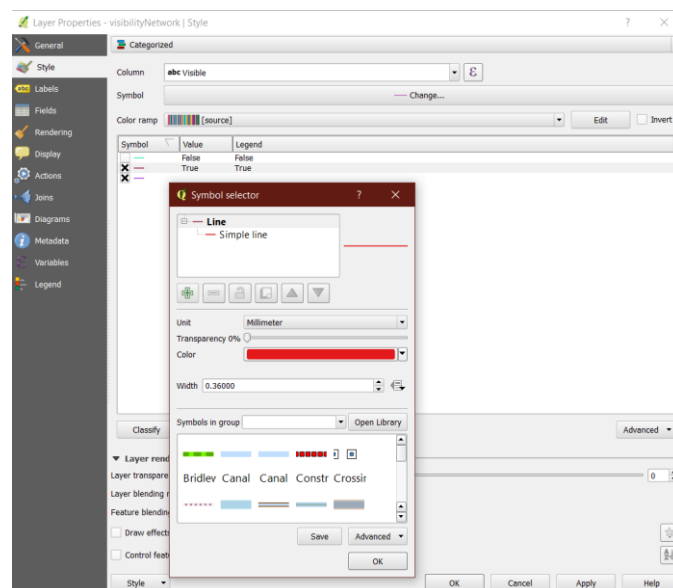 Layer Properties - visibilityNetwork | Style
?
General
Style
Labels
Fields
Rendering
Display
Actions
Joins
Diagrams
Metadata
Variables
Legend
Categorized
Column abc Visible ε
Symbol Change...
Color ramp [source] Edit Invert
Symbol Value Legend
False False
True True
Symbol selector ?
Line
Simple line
Unit Millimeter
Transparency 0%
Color
Width 0.36000
Symbols in group Open Library
Bridlev Canal Canal Constr Crossir
Save Advanced
OK
Classify Advanced
Layer rend
Layer transpare 0
Layer blending
Feature blending
Draw effect
Control feat
Style OK Cancel Apply Help